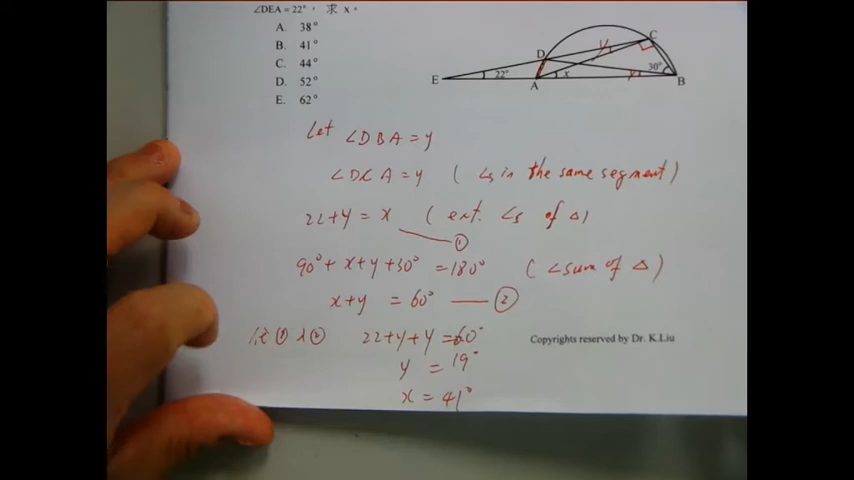 ∠DEA = 22°, 求 x。
A. 38°
B. 41°
C. 44°
D. 52°
E. 62°
C
D
y
30°
E
22°
A
x
y
B
Let ∠DBA = y
∠DCA = y (∠s in the same segment)
22+y = x (ext. ∠s of Δ)
①
90°+x+y+30° =180° (∠sum of Δ)
x+y = 60° ②
代①入② 22+y+y =60°
Copyrights reserved by Dr. K.Liu
y = 19°
x = 41°